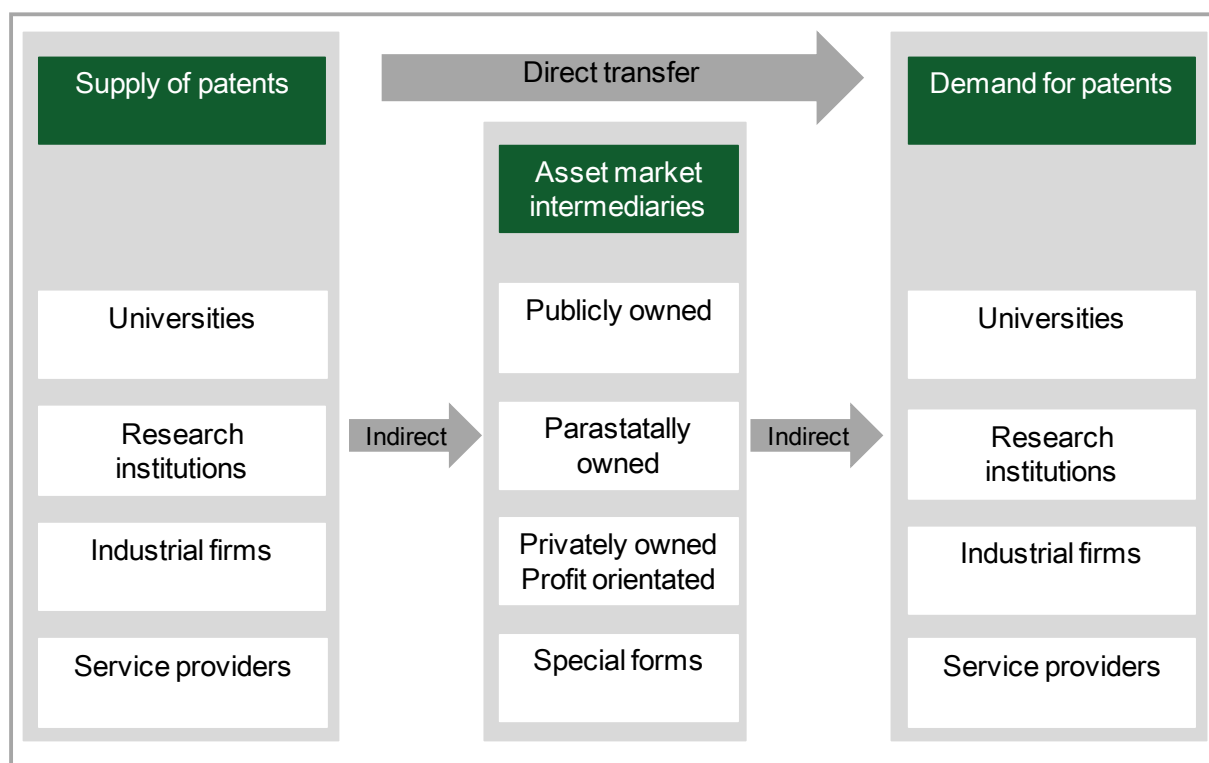 Supply of patents
Direct transfer
Demand for patents
Asset market
intermediaries
Universities
Research
institutions
Industrial firms
Service providers
Indirect
Publicly owned
Parastatally
owned
Privately owned
Profit orientated
Special forms
Indirect
Universities
Research
institutions
Industrial firms
Service providers